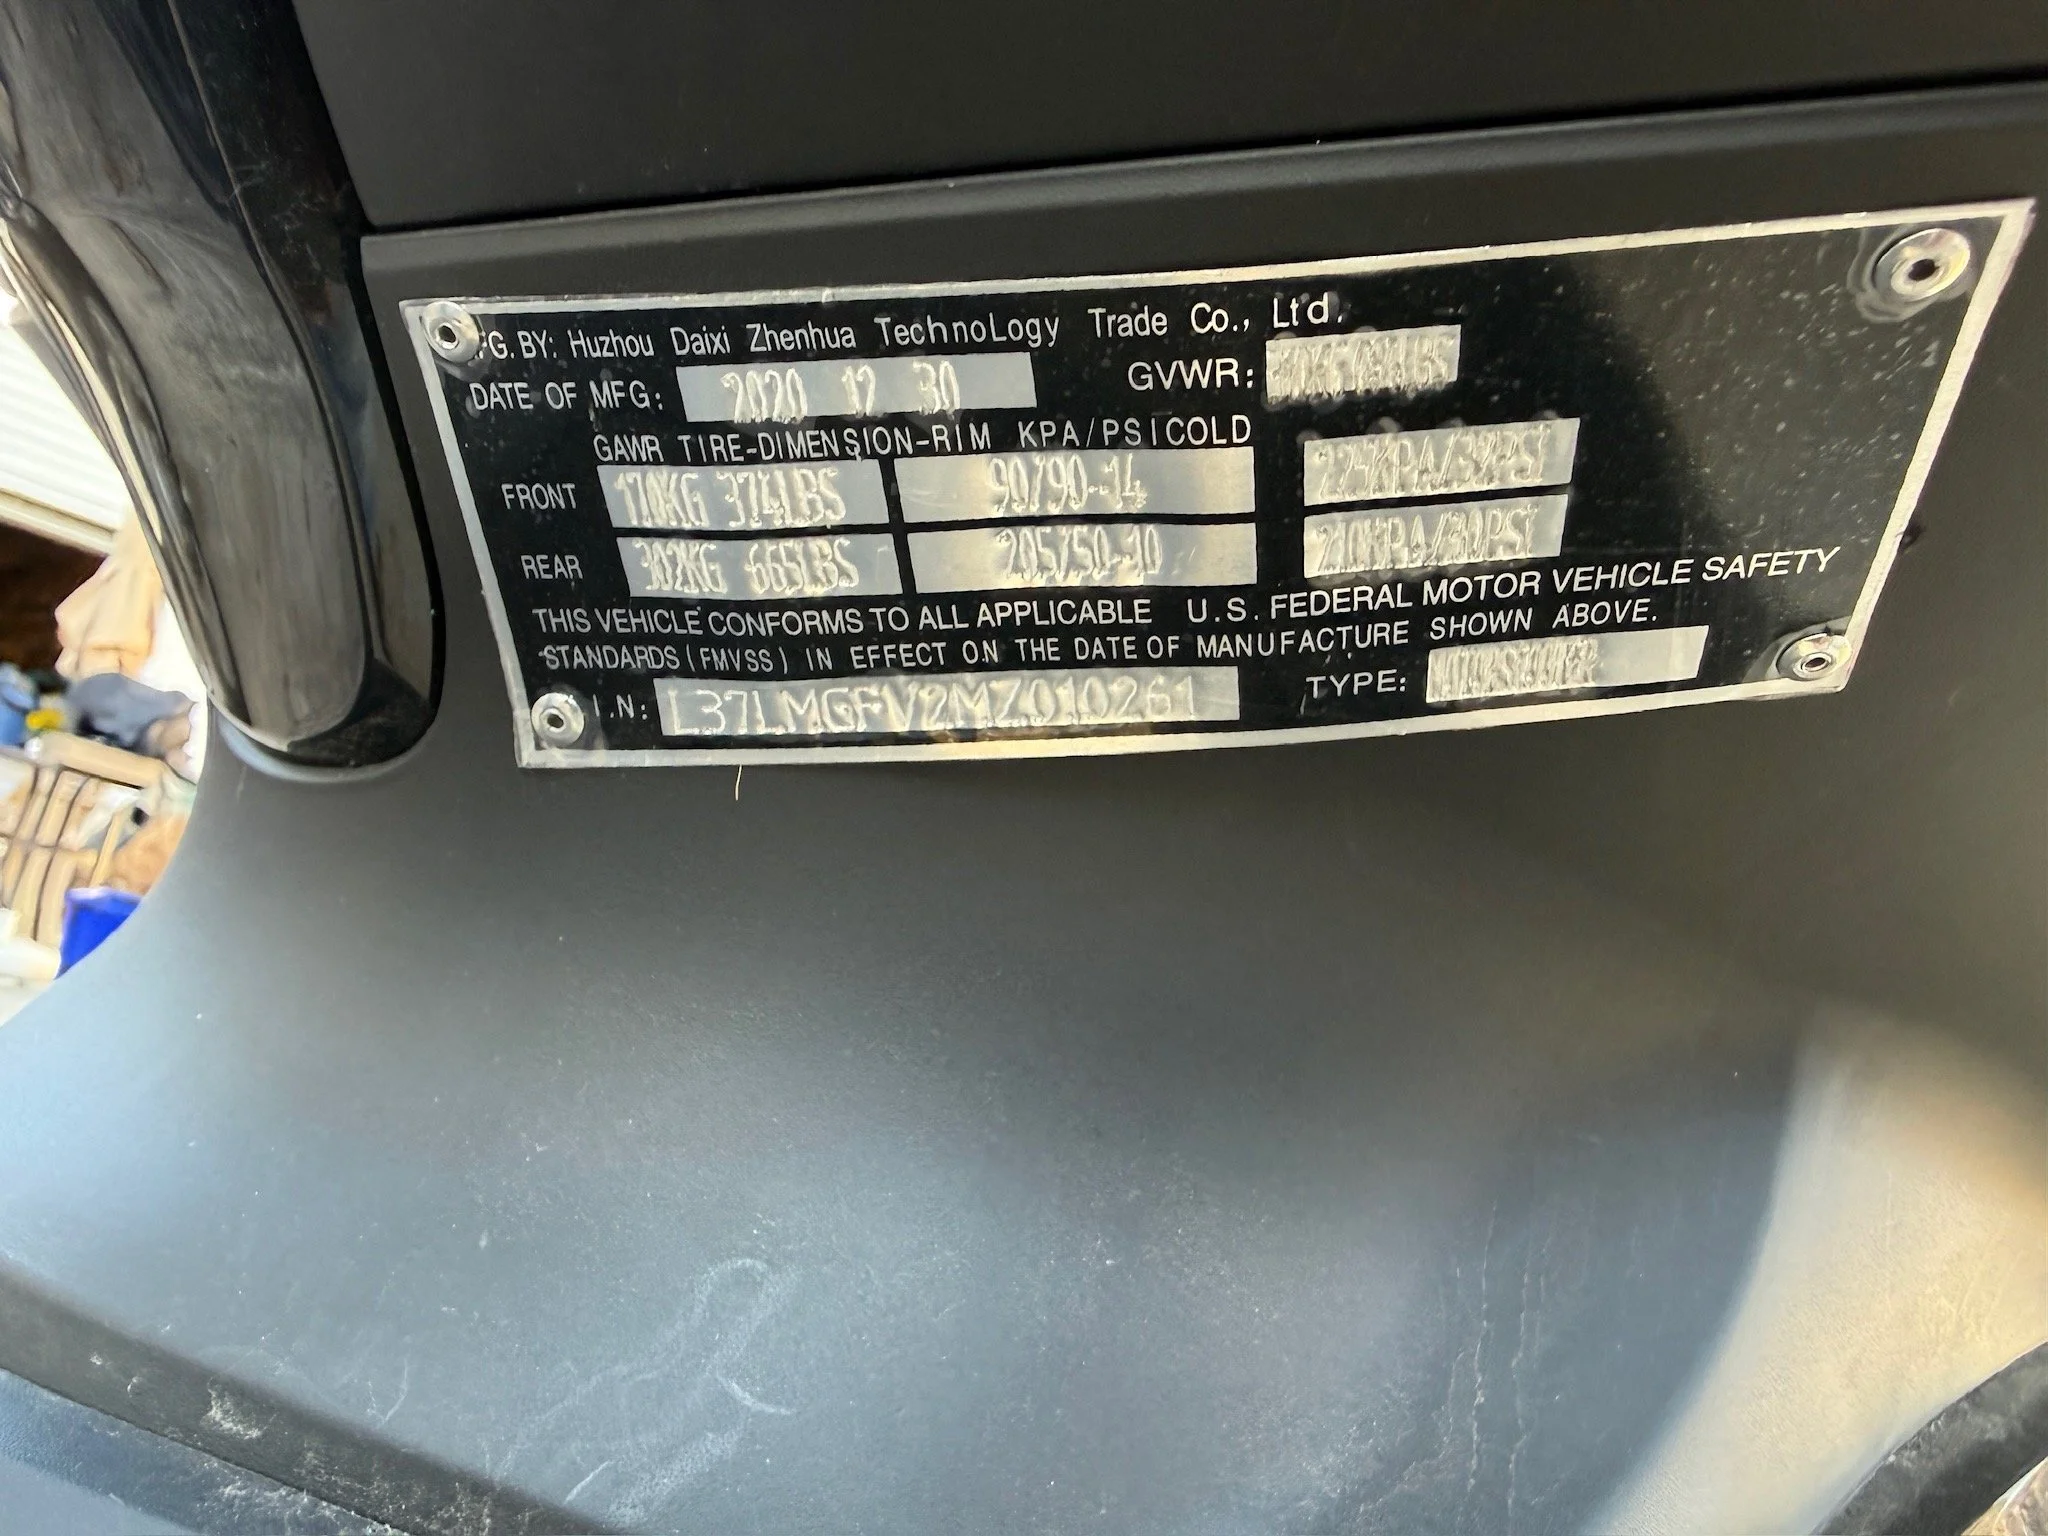 FG. BY: Huzhou Daixi Zhenhua TechnoLogy Trade Co., Ltd.
DATE OF MFG: 2020 12 30 GVWR:
GAWR TIRE-DIMENSION-RIM KPA/PSICOLD
FRONT 170KG 374LBS 90/90-14 225KPA/32PSI
REAR 302KG 665LBS 205/50-10 210KPA/30PSI
THIS VEHICLE CONFORMS TO ALL APPLICABLE U.S. FEDERAL MOTOR VEHICLE SAFETY
STANDARDS (FMVSS) IN EFFECT ON THE DATE OF MANUFACTURE SHOWN ABOVE.
I.N: L37LMGFV2MZ010261 TYPE: